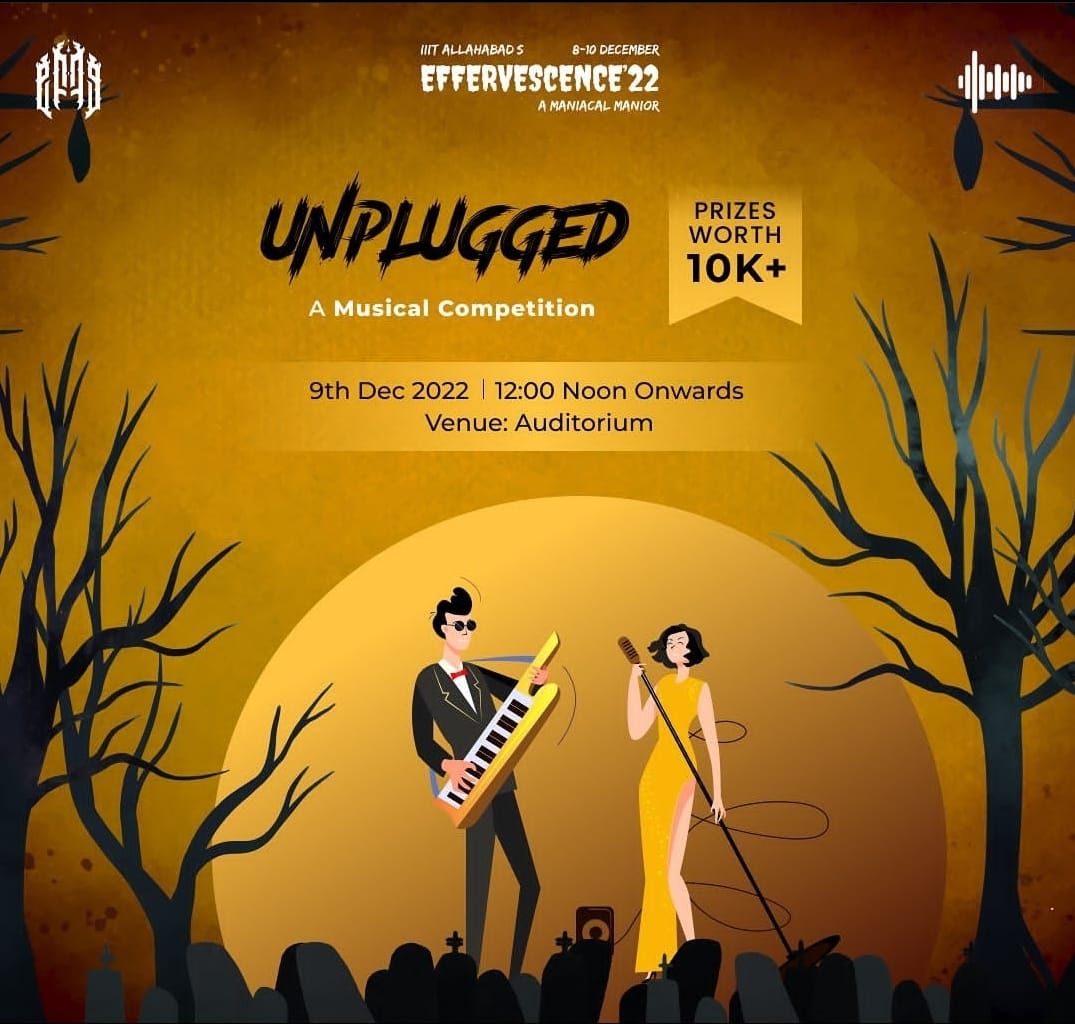 IIIT ALLAHABAD S 8-10 DECEMBER
EFFERVESCENCE'22
A MANIACAL MANIOR
UNPLUGGED
A Musical Competition
PRIZES
WORTH
10K+
9th Dec 2022 | 12:00 Noon Onwards
Venue: Auditorium